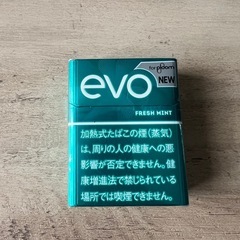 for Ploom
NEW
evo
FRESH MINT
加熱式たばこの煙(蒸気)
は、周りの人の健康への悪
影響が否定できません。健
康増進法で禁じられている
場所では喫煙できません。